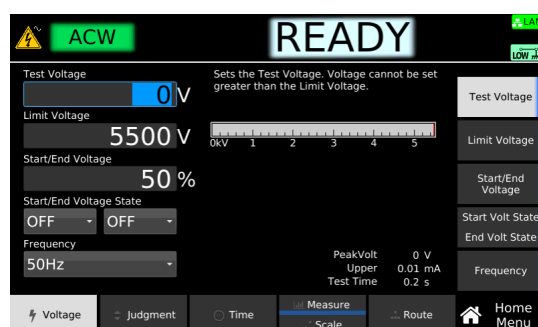 ACW
READY
LAN
LOW
Test Voltage
0 V
Limit Voltage
5500 V
Start/End Voltage
50 %
Start/End Voltage State
OFF OFF
Frequency
50Hz
Sets the Test Voltage. Voltage cannot be set
greater than the Limit Voltage.
0kV 1 2 3 4 5
PeakVolt 0 V
Upper 0.01 mA
Test Time 0.2 s
Test Voltage
Limit Voltage
Start/End
Voltage
Start Volt State
End Volt State
Frequency
Voltage
Judgment
Time
Measure
Scale
Route
Home
Menu